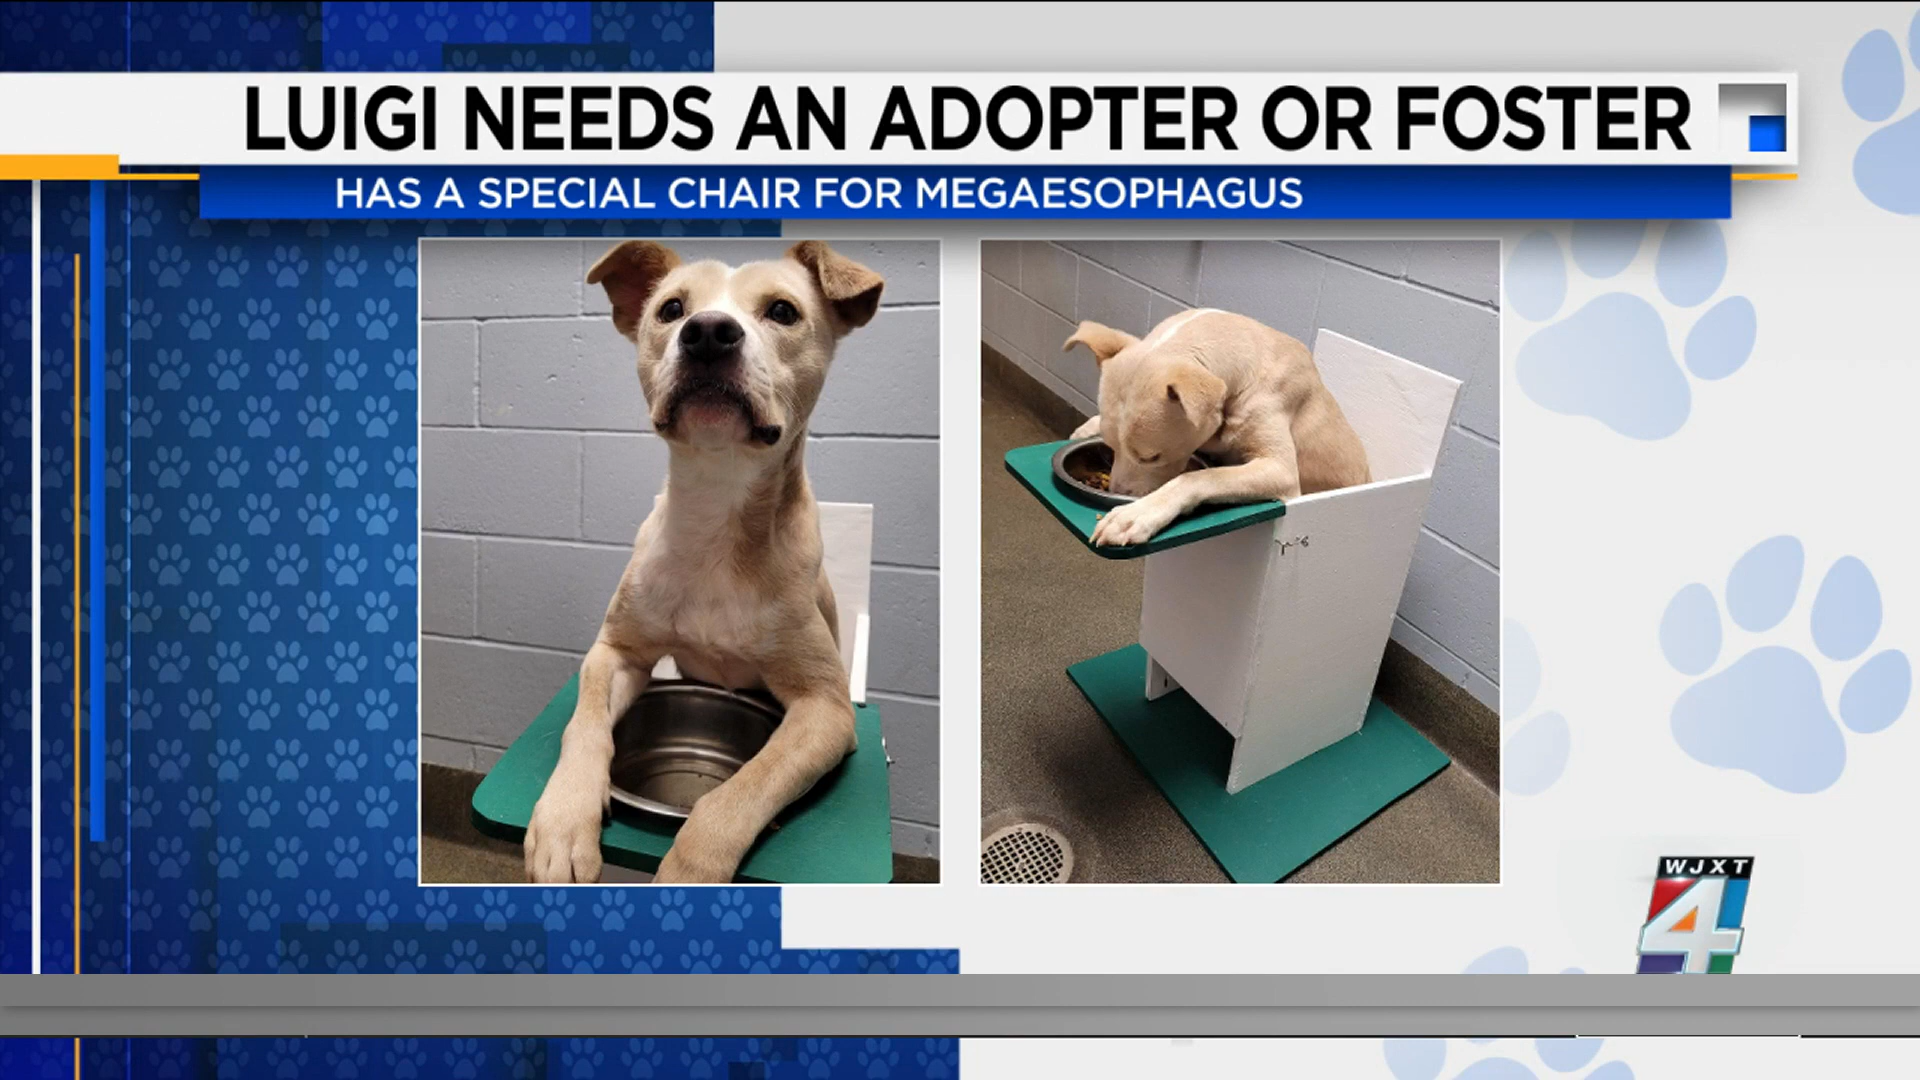 LUIGI NEEDS AN ADOPTER OR FOSTER
HAS A SPECIAL CHAIR FOR MEGAESOPHAGUS
WJXT
4